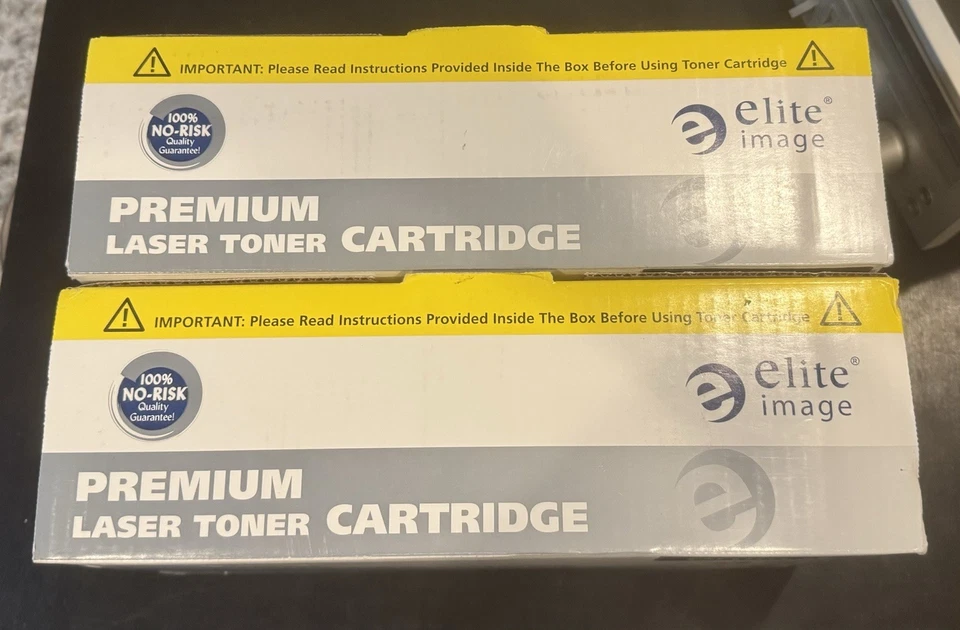 IMPORTANT: Please Read Instructions Provided Inside The Box Before Using Toner Cartridge
100%
NO-RISK
Quality
Guarantee!
elite®
image
PREMIUM
LASER TONER CARTRIDGE
IMPORTANT: Please Read Instructions Provided Inside The Box Before Using Toner Cartridge
100%
NO-RISK
Quality
Guarantee!
elite®
image
PREMIUM
LASER TONER CARTRIDGE